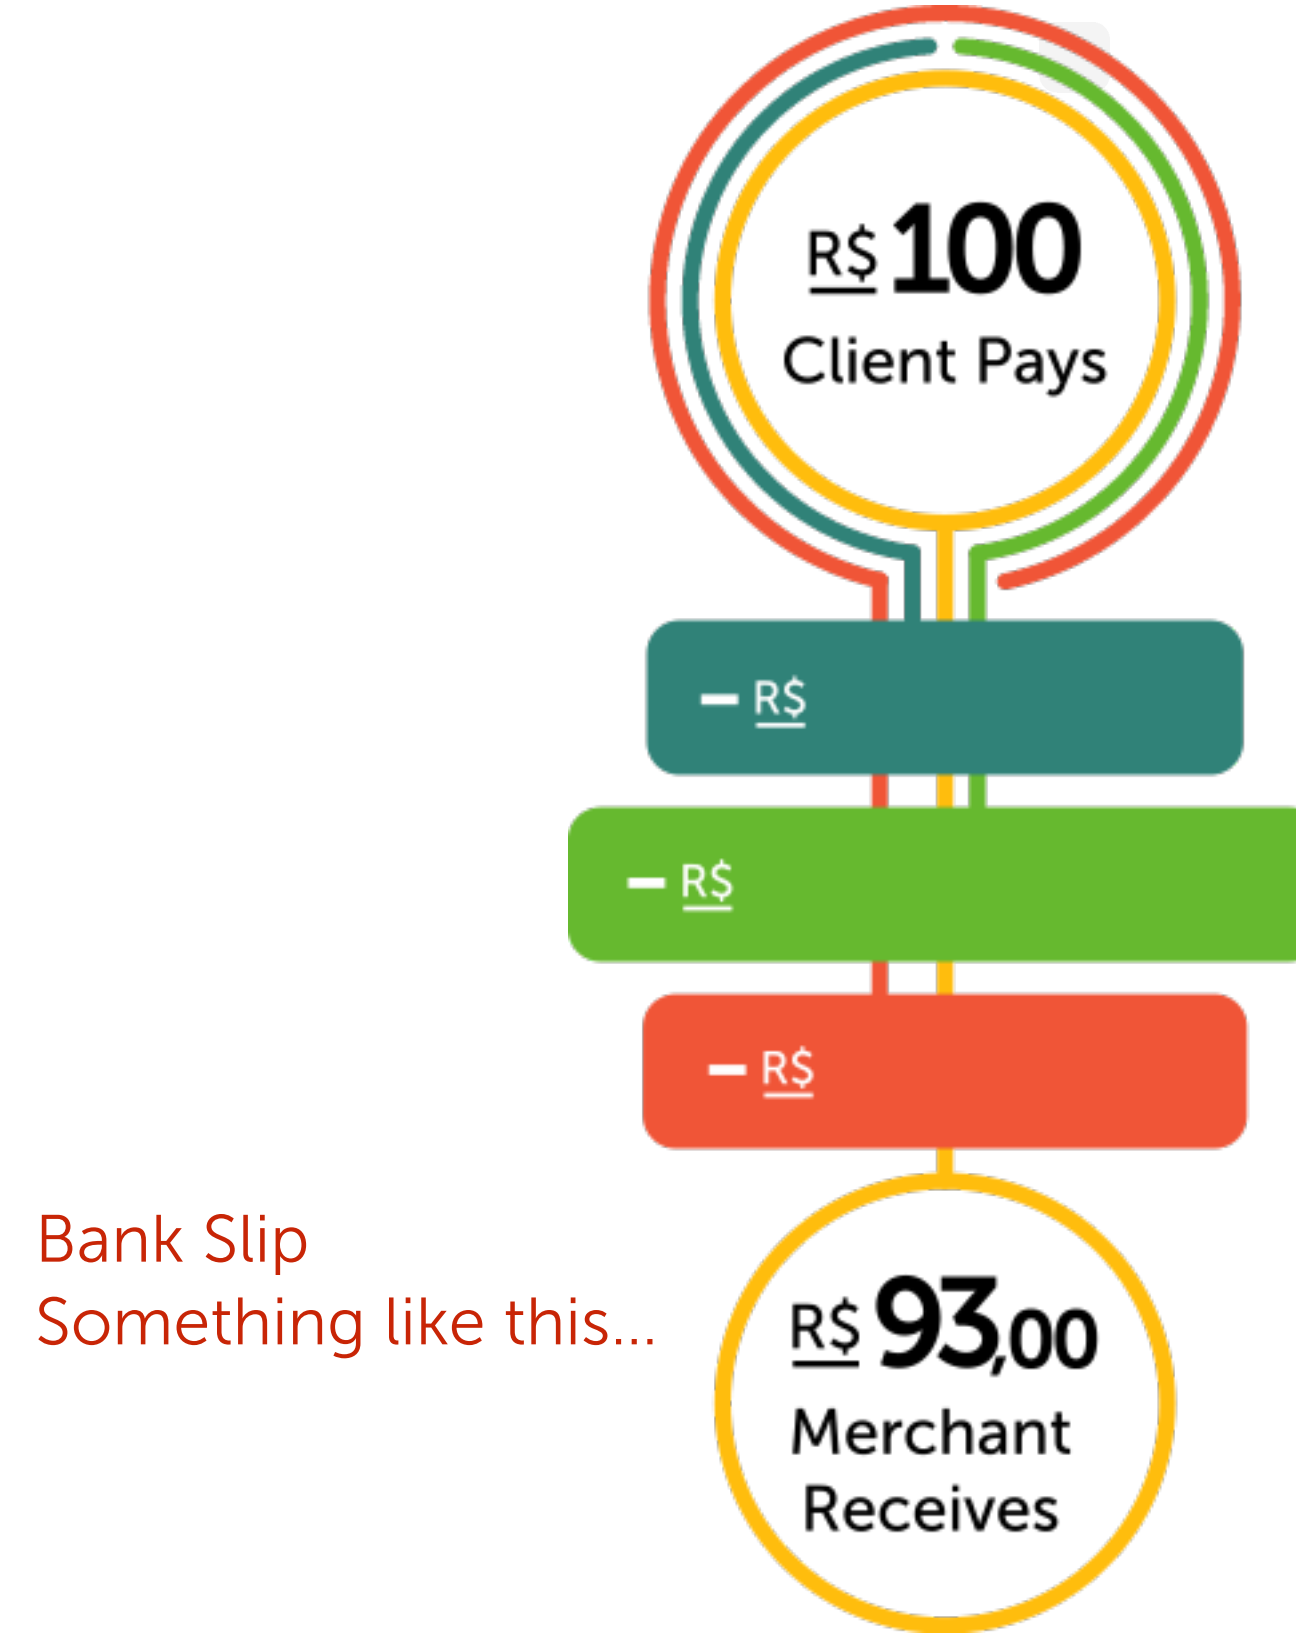 R$ 100
Client Pays
– R$
– R$
– R$
Bank Slip
Something like this...
R$ 93,00
Merchant
Receives